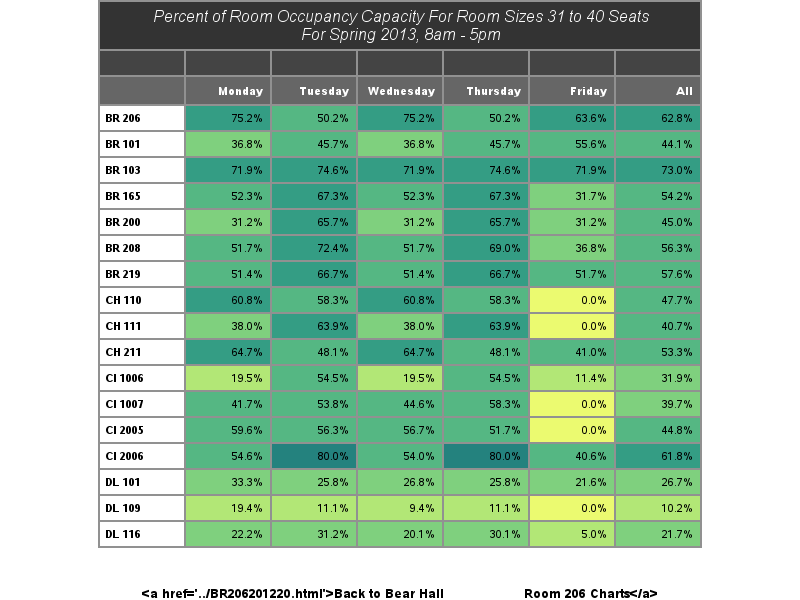 Percent of Room Occupancy Capacity For Room Sizes 31 to 40 Seats
For Spring 2013, 8am - 5pm
Monday Tuesday Wednesday Thursday Friday All
BR 206 75.2% 50.2% 75.2% 50.2% 63.6% 62.8%
BR 101 36.8% 45.7% 36.8% 45.7% 55.6% 44.1%
BR 103 71.9% 74.6% 71.9% 74.6% 71.9% 73.0%
BR 165 52.3% 67.3% 52.3% 67.3% 31.7% 54.2%
BR 200 31.2% 65.7% 31.2% 65.7% 31.2% 45.0%
BR 208 51.7% 72.4% 51.7% 69.0% 36.8% 56.3%
BR 219 51.4% 66.7% 51.4% 66.7% 51.7% 57.6%
CH 110 60.8% 58.3% 60.8% 58.3% 0.0% 47.7%
CH 111 38.0% 63.9% 38.0% 63.9% 0.0% 40.7%
CH 211 64.7% 48.1% 64.7% 48.1% 41.0% 53.3%
CI 1006 19.5% 54.5% 19.5% 54.5% 11.4% 31.9%
CI 1007 41.7% 53.8% 44.6% 58.3% 0.0% 39.7%
CI 2005 59.6% 56.3% 56.7% 51.7% 0.0% 44.8%
CI 2006 54.6% 80.0% 54.0% 80.0% 40.6% 61.8%
DL 101 33.3% 25.8% 26.8% 25.8% 21.6% 26.7%
DL 109 19.4% 11.1% 9.4% 11.1% 0.0% 10.2%
DL 116 22.2% 31.2% 20.1% 30.1% 5.0% 21.7%
<a href='../BR206201220.html'>Back to Bear Hall Room 206 Charts</a>